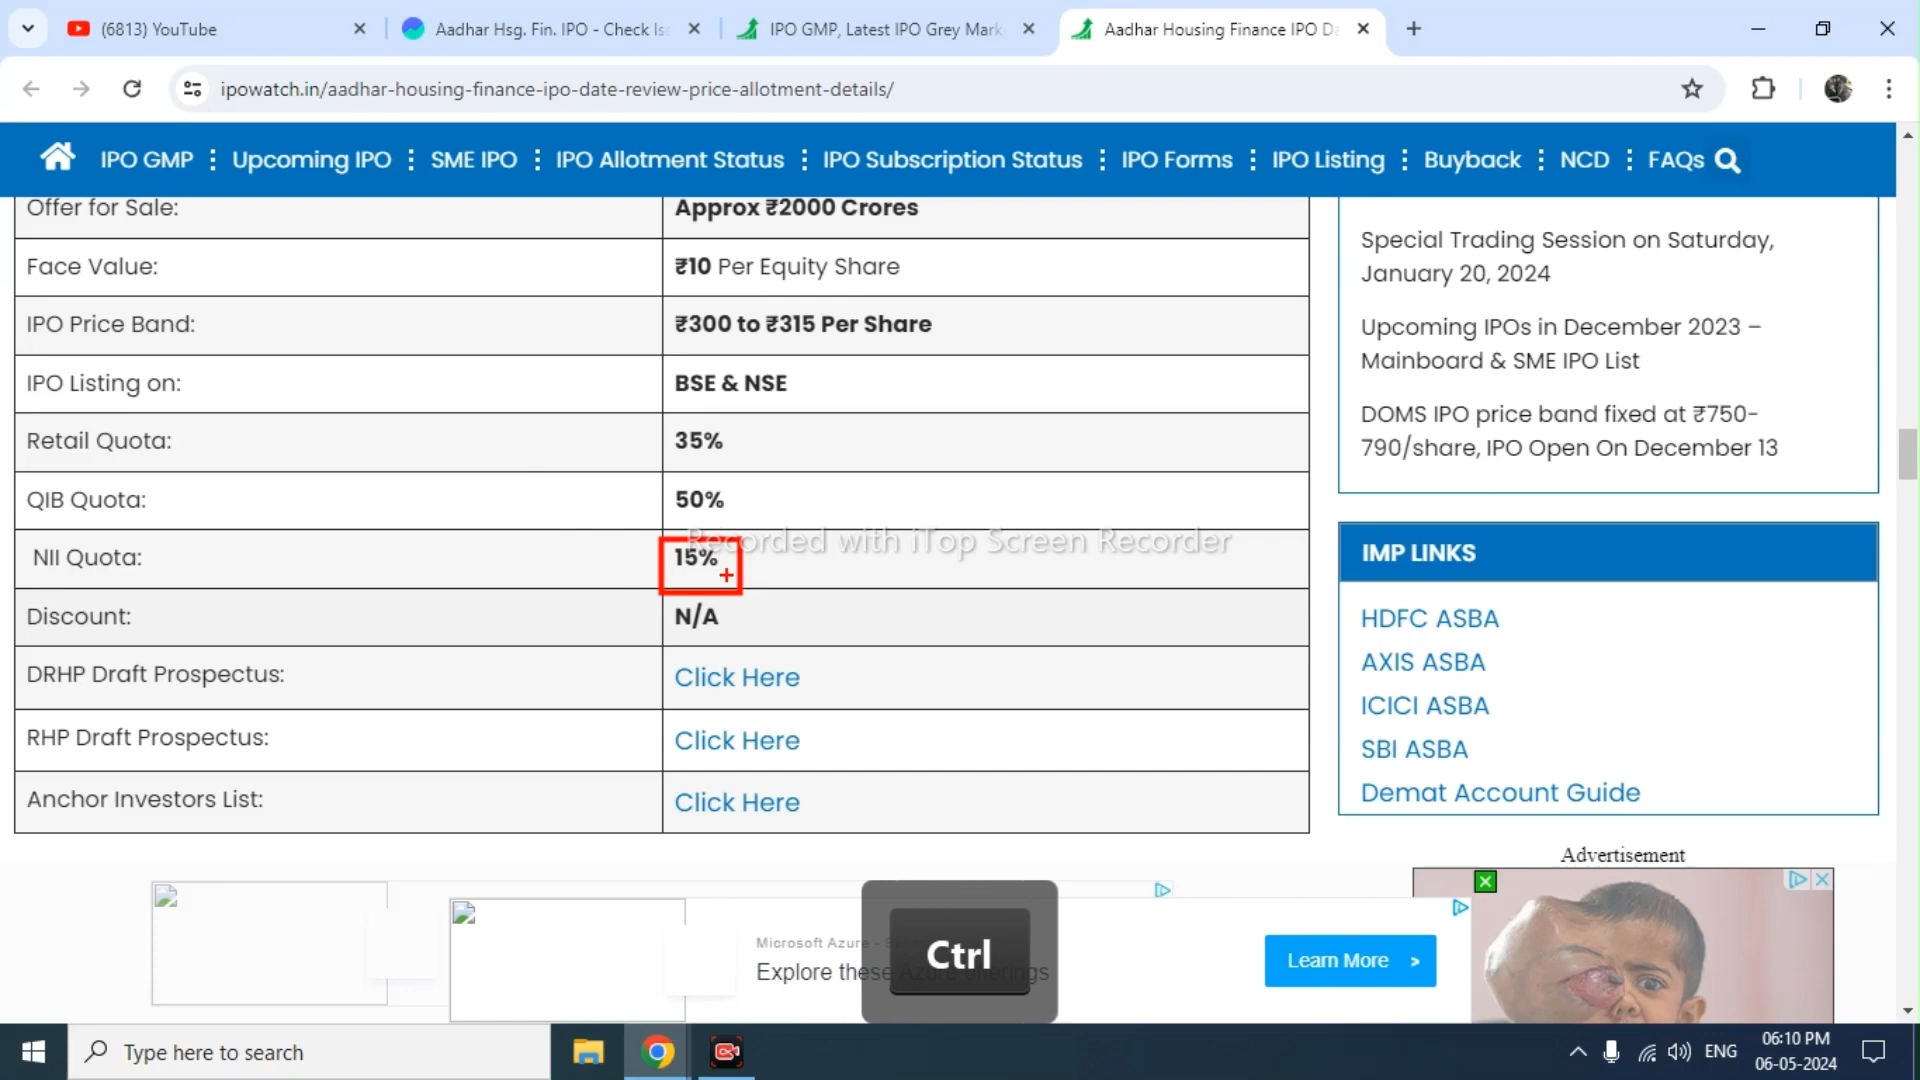 (6813) YouTube
Aadhar Hsg. Fin. IPO - Check Iss
IPO GMP, Latest IPO Grey Mark
Aadhar Housing Finance IPO Da
ipowatch.in/aadhar-housing-finance-ipo-date-review-price-allotment-details/
IPO GMP
Upcoming IPO
SME IPO
IPO Allotment Status
IPO Subscription Status
IPO Forms
IPO Listing
Buyback
NCD
FAQs
Offer for Sale: Approx ₹2000 Crores
Face Value: ₹10 Per Equity Share
IPO Price Band: ₹300 to ₹315 Per Share
IPO Listing on: BSE & NSE
Retail Quota: 35%
QIB Quota: 50%
Recorded with iTop Screen Recorder
NII Quota: 15%
Discount: N/A
DRHP Draft Prospectus: Click Here
RHP Draft Prospectus: Click Here
Anchor Investors List: Click Here
Special Trading Session on Saturday,
January 20, 2024
Upcoming IPOs in December 2023 –
Mainboard & SME IPO List
DOMS IPO price band fixed at ₹750-
790/share, IPO Open On December 13
IMP LINKS
HDFC ASBA
AXIS ASBA
ICICI ASBA
SBI ASBA
Demat Account Guide
Advertisement
Microsoft Azure -
Explore these Azure offerings
Learn More >
Ctrl
Type here to search
ENG
06:10 PM
06-05-2024